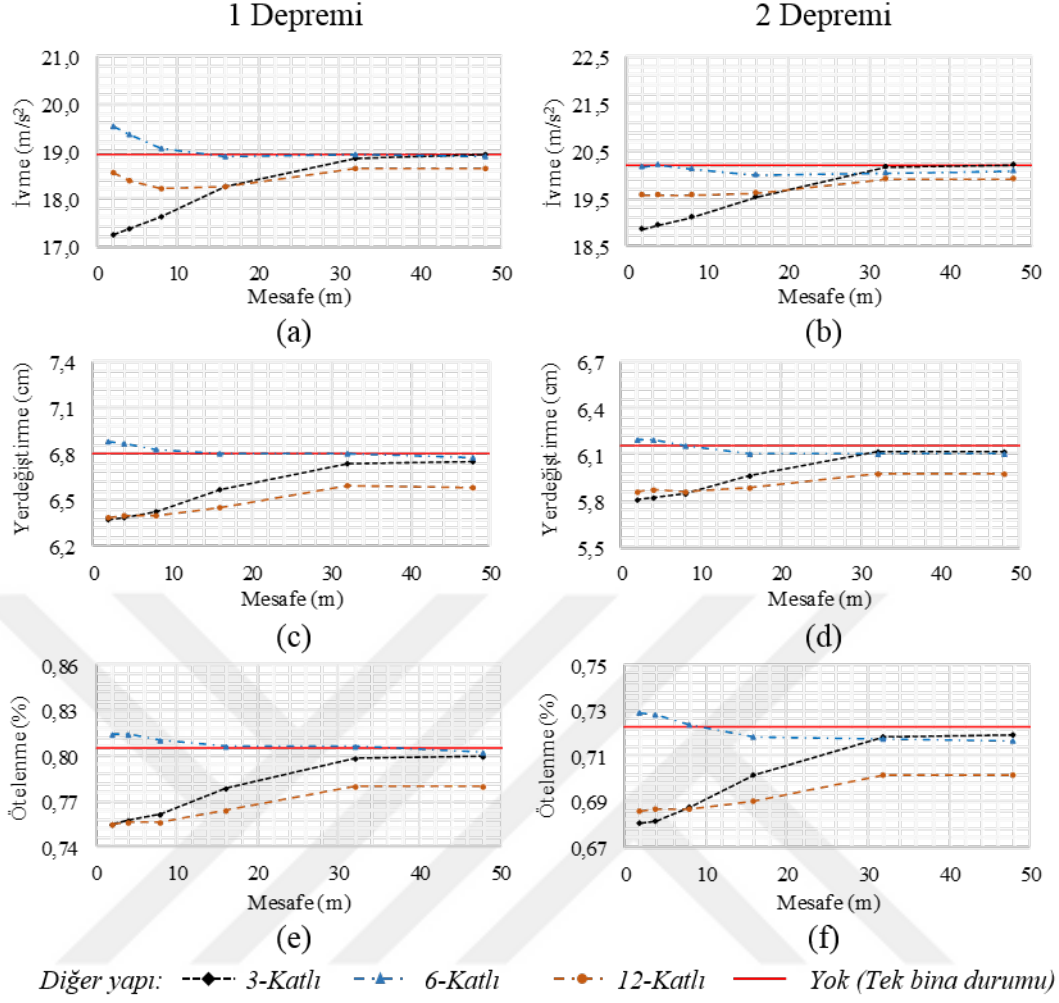 1 Depremi
2 Depremi
İvme (m/s²)
21,0
20,0
19,0
18,0
17,0
0 10 20 30 40 50
Mesafe (m)
(a)
İvme (m/s²)
22,5
21,5
20,5
19,5
18,5
0 10 20 30 40 50
Mesafe (m)
(b)
Yerdeğiştirme (cm)
7,4
7,1
6,8
6,5
6,2
0 10 20 30 40 50
Mesafe (m)
(c)
Yerdeğiştirme (cm)
6,7
6,4
6,1
5,8
5,5
0 10 20 30 40 50
Mesafe (m)
(d)
Ötelenme (%)
0,86
0,83
0,80
0,77
0,74
0 10 20 30 40 50
Mesafe (m)
(e)
Ötelenme (%)
0,75
0,73
0,71
0,69
0,67
0 10 20 30 40 50
Mesafe (m)
(f)
Diğer yapı: 3-Katlı 6-Katlı 12-Katlı Yok (Tek bina durumu)